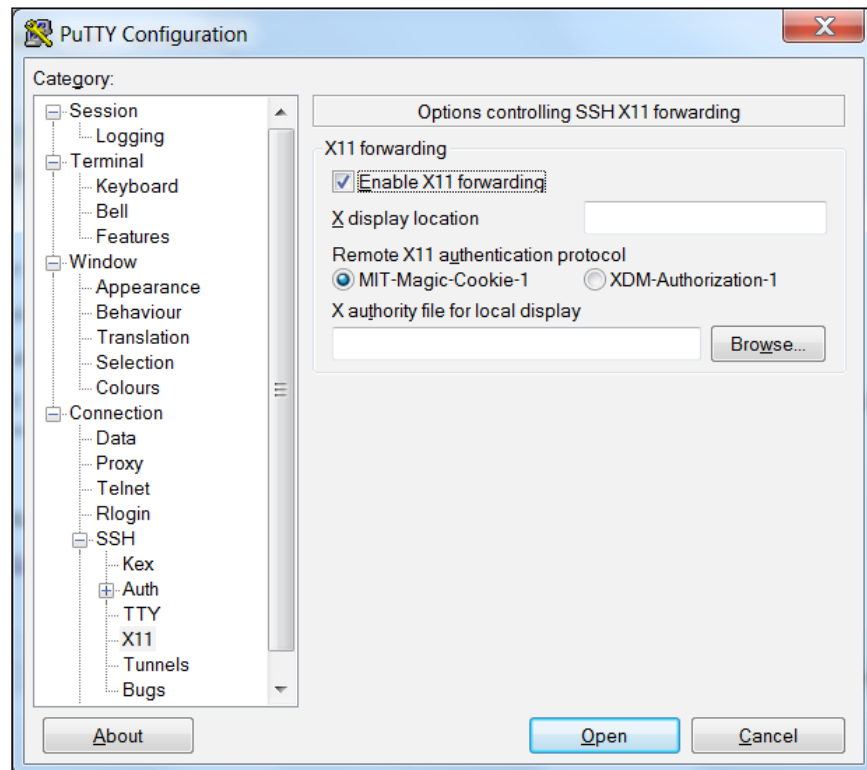 PuTTY Configuration
Category:
Session
Logging
Terminal
Keyboard
Bell
Features
Window
Appearance
Behaviour
Translation
Selection
Colours
Connection
Data
Proxy
Telnet
Rlogin
SSH
Kex
Auth
TTY
X11
Tunnels
Bugs
Options controlling SSH X11 forwarding
X11 forwarding
Enable X11 forwarding
X display location
Remote X11 authentication protocol
MIT-Magic-Cookie-1 XDM-Authorization-1
X authority file for local display
Browse...
About Open Cancel